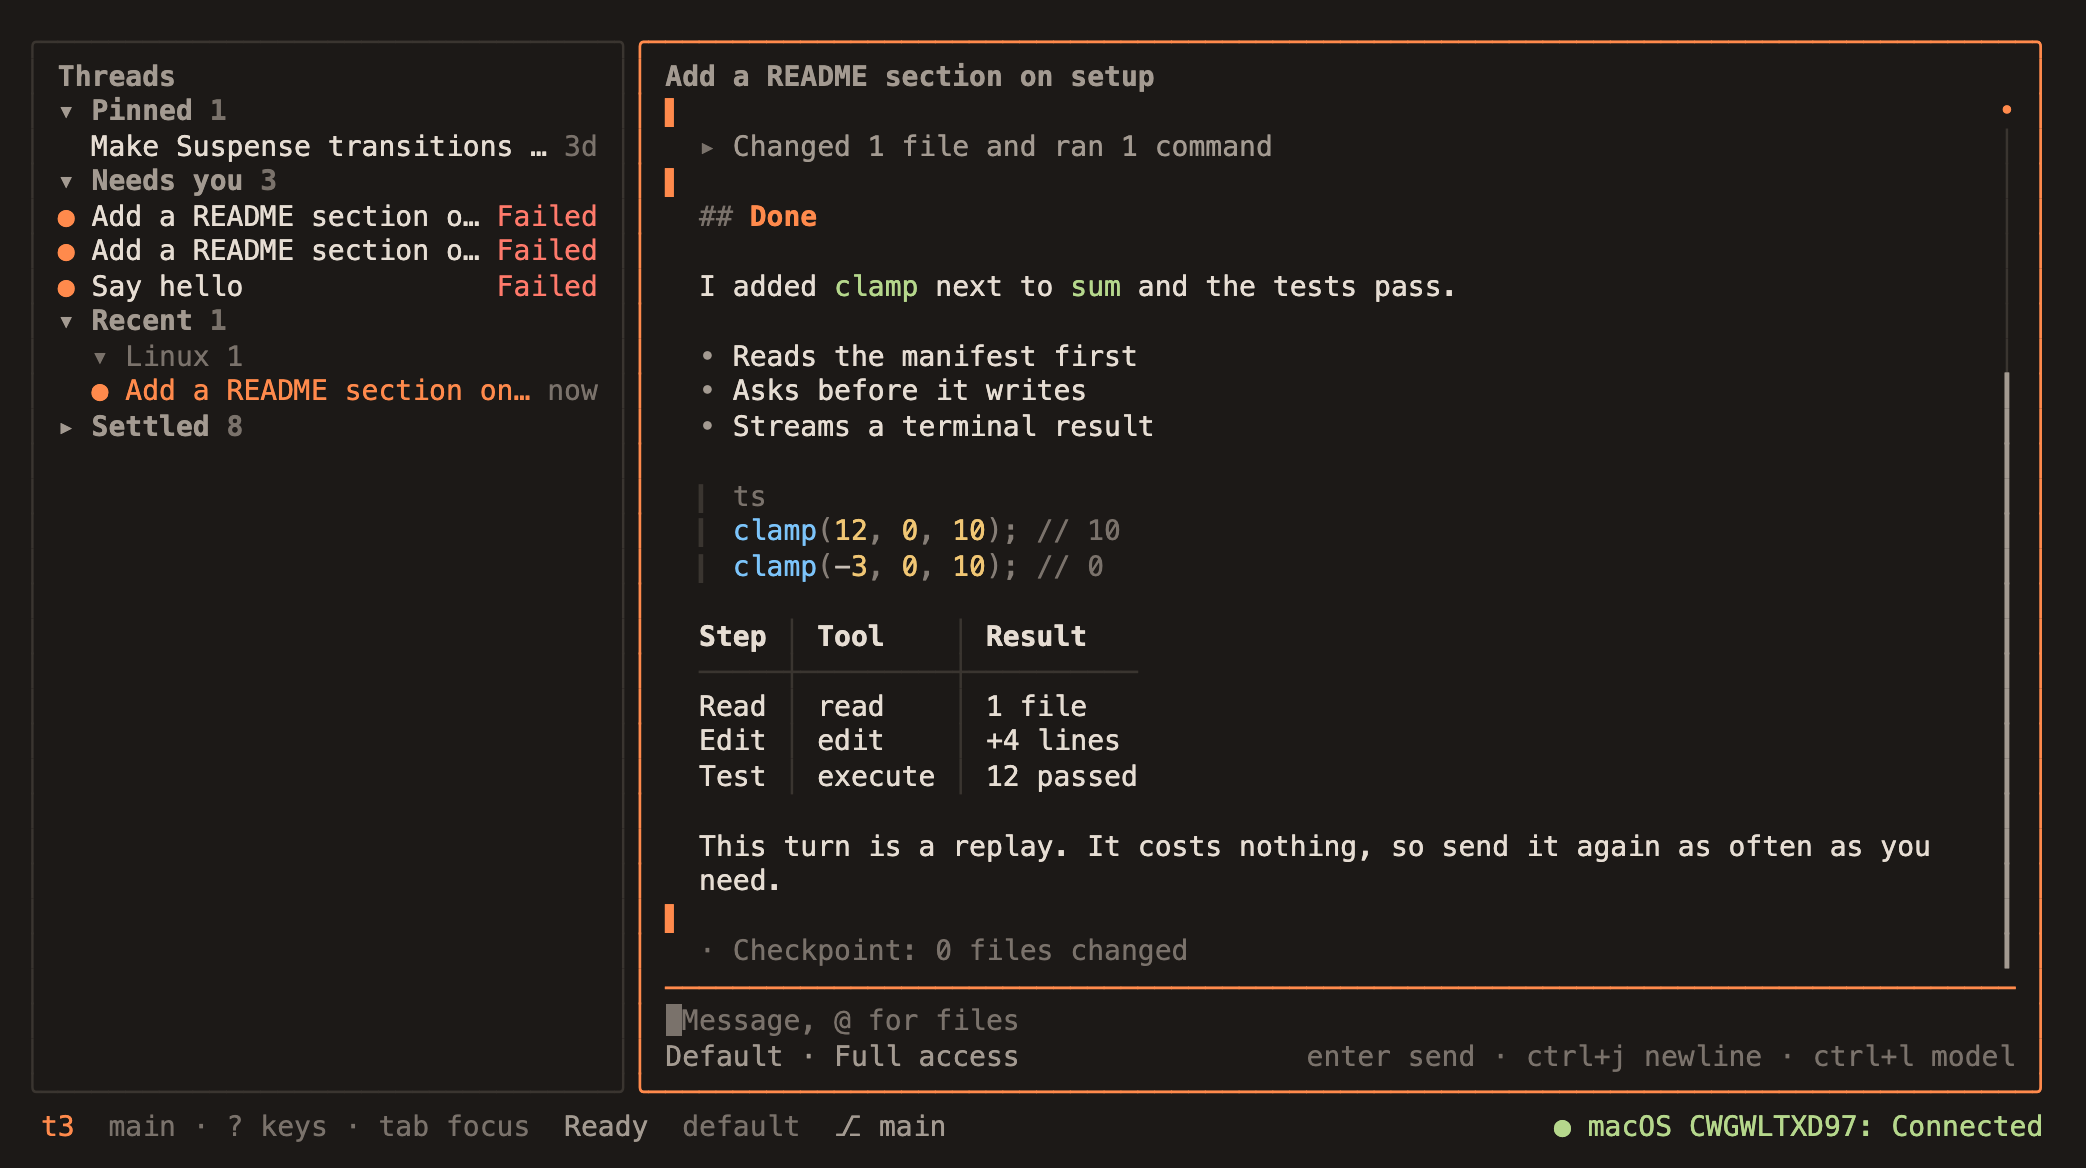 Threads
▾ Pinned 1
Make Suspense transitions … 3d
▾ Needs you 3
● Add a README section o… Failed
● Add a README section o… Failed
● Say hello Failed
▾ Recent 1
▾ Linux 1
● Add a README section on… now
▸ Settled 8
Add a README section on setup
▸ Changed 1 file and ran 1 command
## Done
I added clamp next to sum and the tests pass.
• Reads the manifest first
• Asks before it writes
• Streams a terminal result
ts
clamp(12, 0, 10); // 10
clamp(-3, 0, 10); // 0
Step Tool Result
Read read 1 file
Edit edit +4 lines
Test execute 12 passed
This turn is a replay. It costs nothing, so send it again as often as you
need.
· Checkpoint: 0 files changed
Message, @ for files
Default · Full access enter send · ctrl+j newline · ctrl+l model
t3 main · ? keys · tab focus Ready default ⎇ main ● macOS CWGWLTXD97: Connected